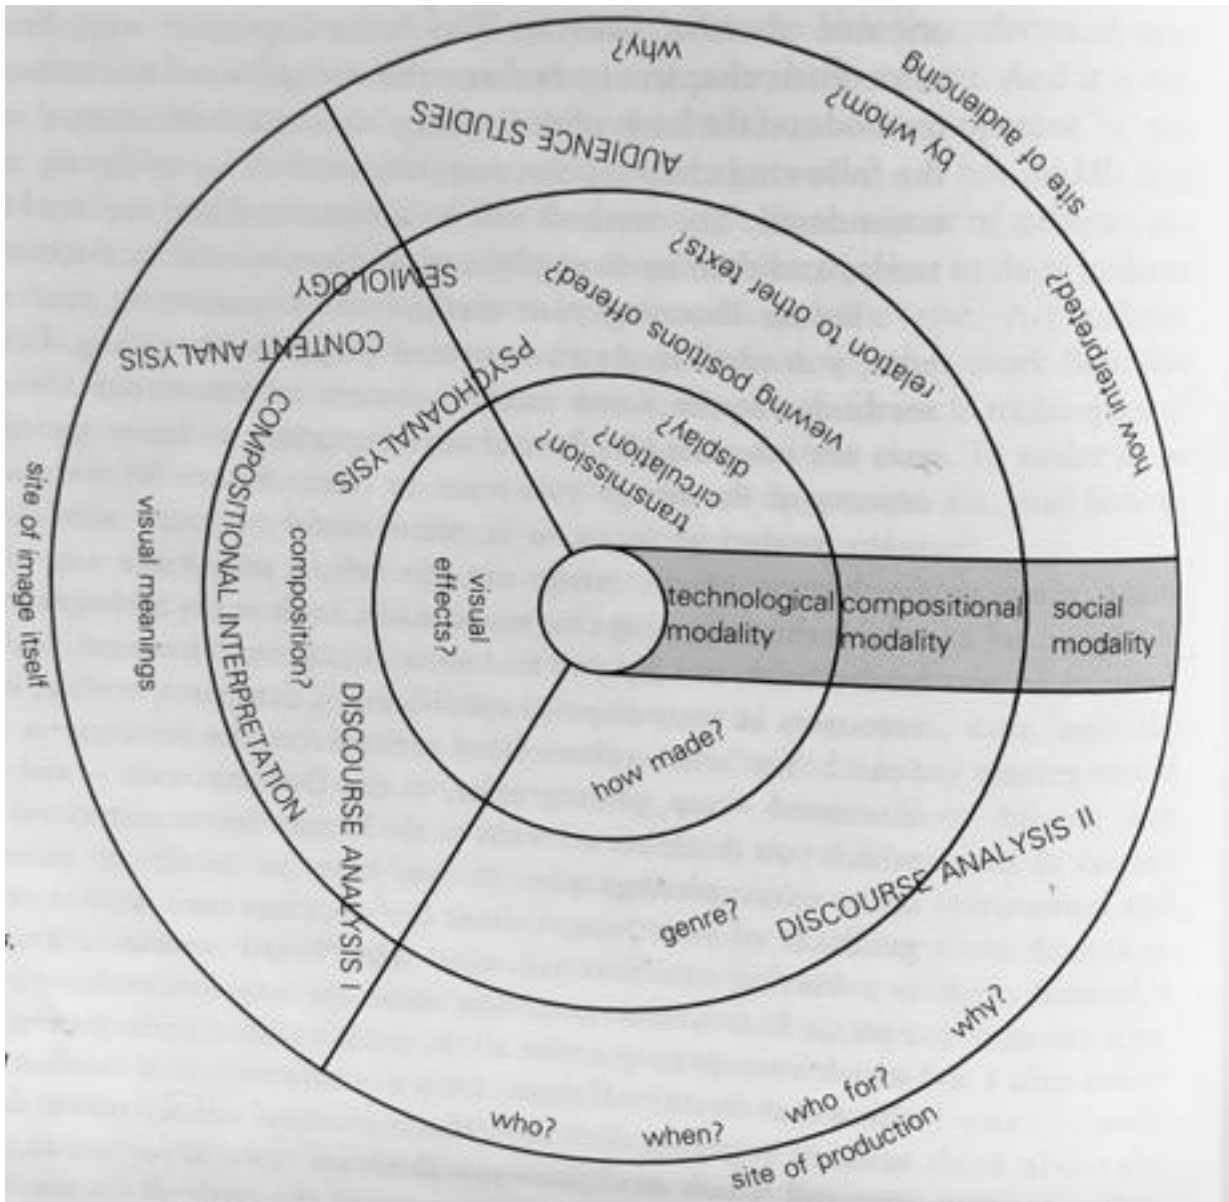 site of audiencing
why?
by whom?
how interpreted?
AUDIENCE STUDIES
relation to other texts?
viewing positions offered?
display?
circulation?
transmission?
SEMIOLOGY
CONTENT ANALYSIS
PSYCHOANALYSIS
COMPOSITIONAL INTERPRETATION
DISCOURSE ANALYSIS I
site of image itself
visual meanings
composition?
visual
effects?
technological
modality
compositional
modality
social
modality
how made?
genre?
DISCOURSE ANALYSIS II
who?
when?
who for?
why?
site of production